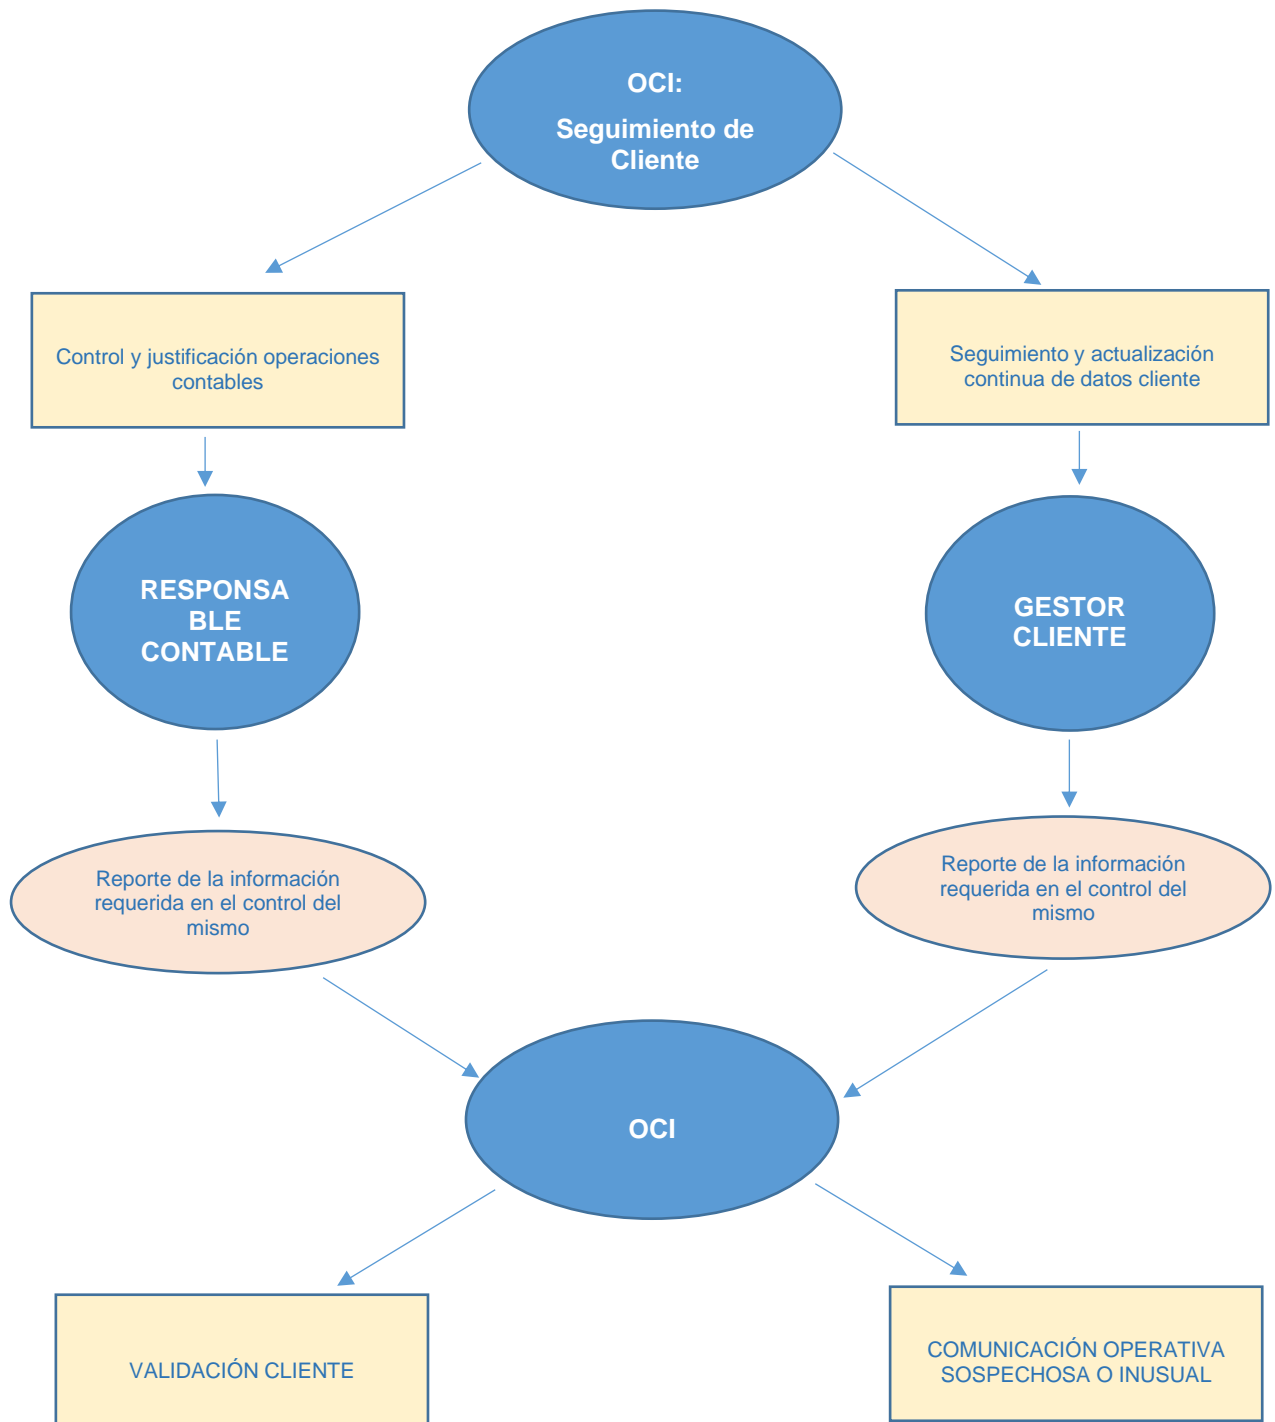 OCI:
Seguimiento de
Cliente
Control y justificación operaciones
contables
Seguimiento y actualización
continua de datos cliente
RESPONSA
BLE
CONTABLE
GESTOR
CLIENTE
Reporte de la información
requerida en el control del
mismo
Reporte de la información
requerida en el control del
mismo
OCI
VALIDACIÓN CLIENTE
COMUNICACIÓN OPERATIVA
SOSPECHOSA O INUSUAL